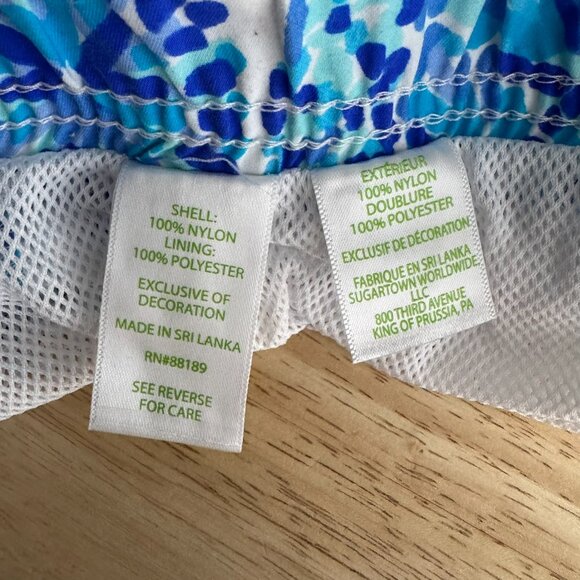 SHELL:
100% NYLON
LINING:
100% POLYESTER
EXCLUSIVE OF
DECORATION
MADE IN SRI LANKA
RN#88189
SEE REVERSE
FOR CARE
EXTÉRIEUR
100% NYLON
DOUBLURE
100% POLYESTER
EXCLUSIF DE DÉCORATION
FABRIQUE EN SRI LANKA
SUGARTOWN WORLDWIDE
LLC
800 THIRD AVENUE
KING OF PRUSSIA, PA